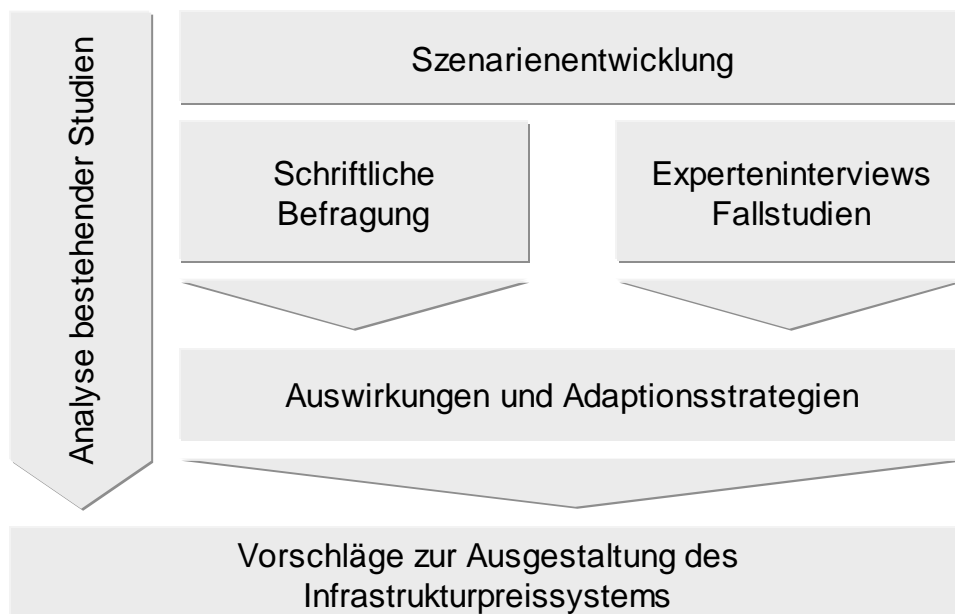 Analyse bestehender Studien
Szenarienentwicklung
Schriftliche
Befragung
Experteninterviews
Fallstudien
Auswirkungen und Adaptionsstrategien
Vorschläge zur Ausgestaltung des
Infrastrukturpreissystems